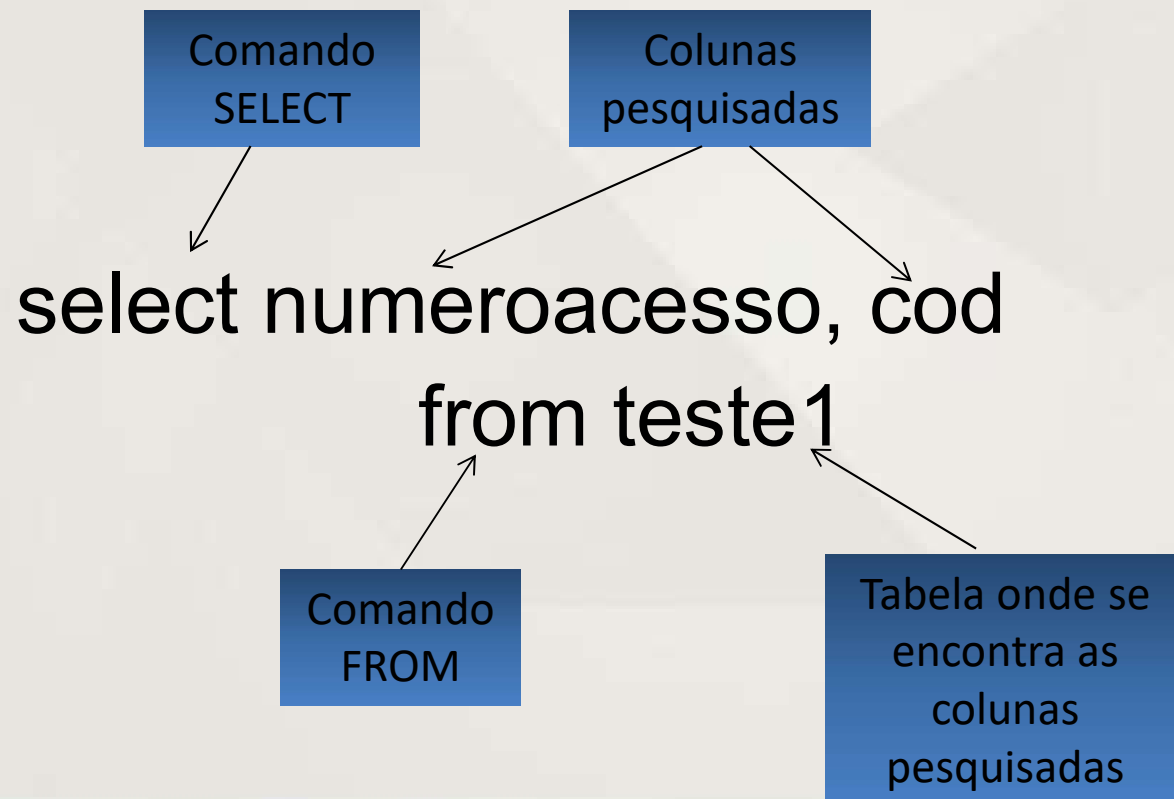 Comando
SELECT
Colunas
pesquisadas
select numeroacesso, cod
from teste1
Comando
FROM
Tabela onde se
encontra as
colunas
pesquisadas